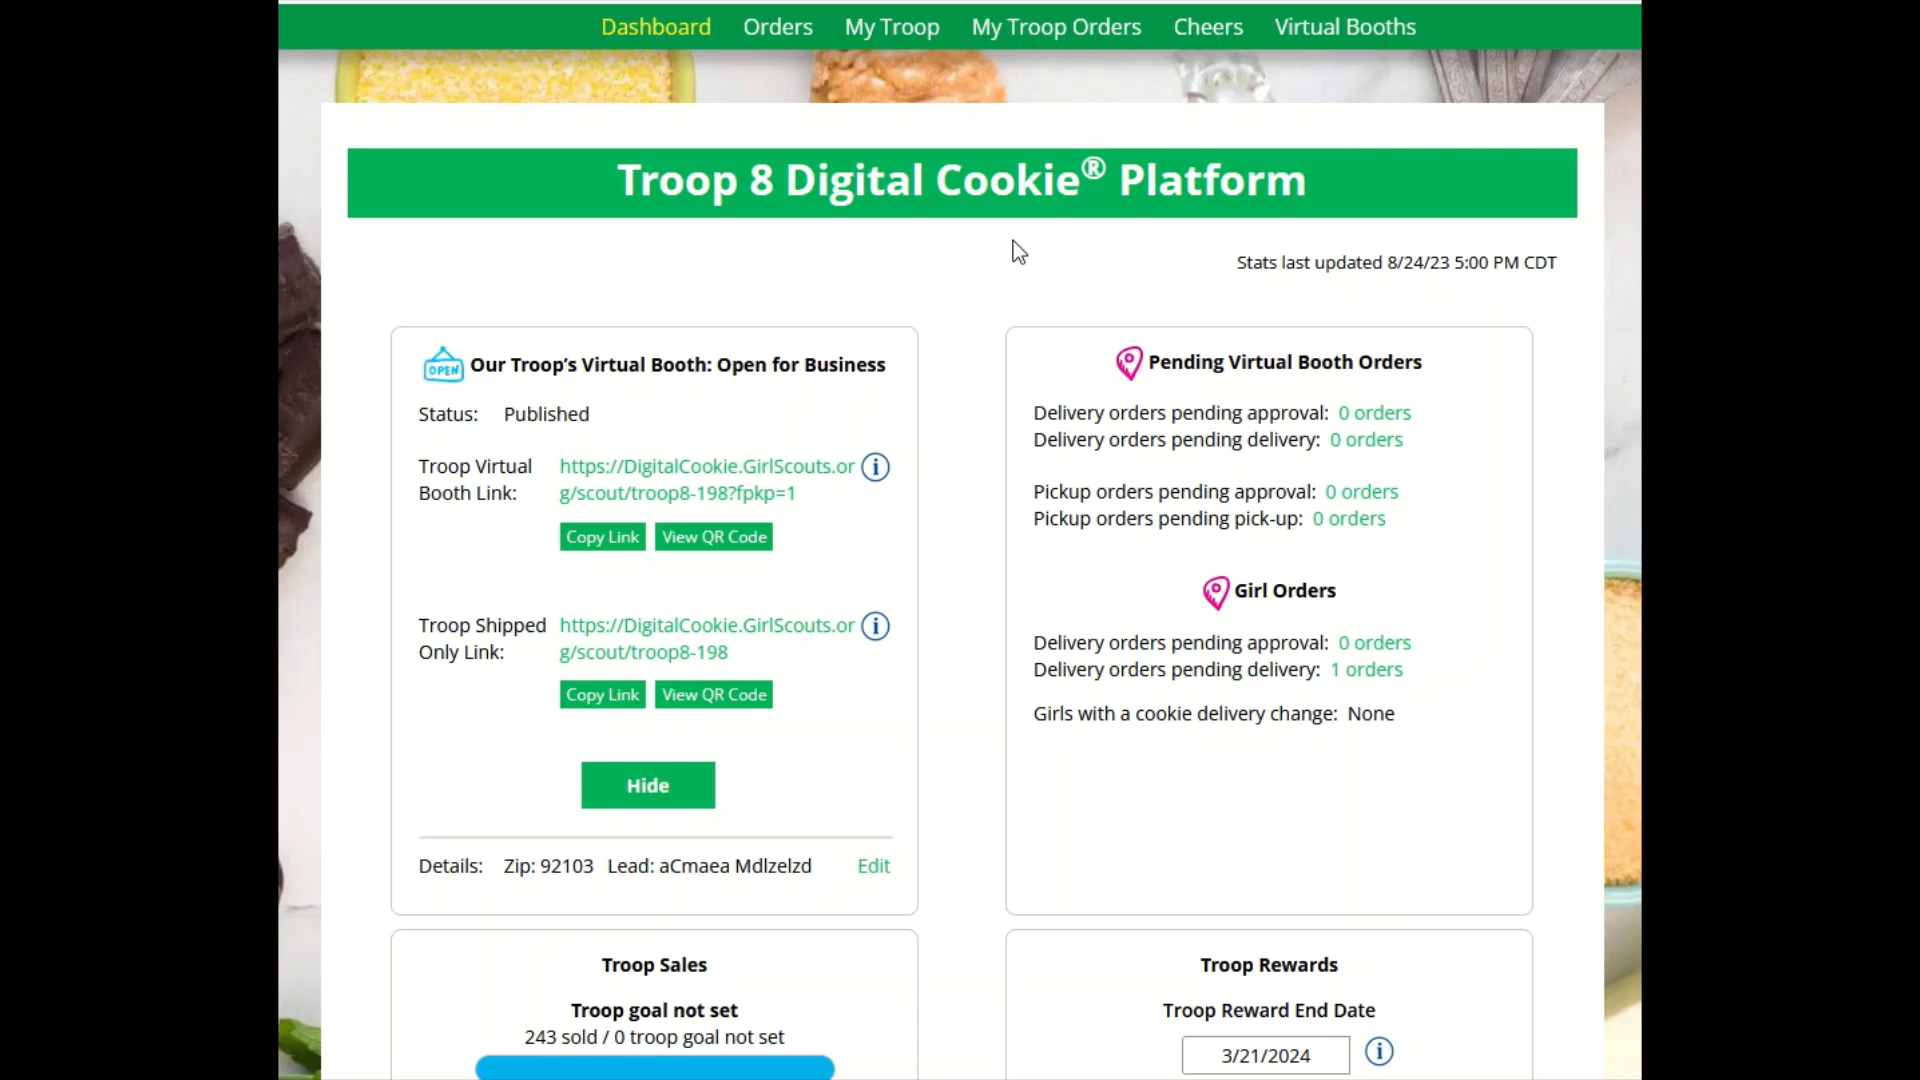 Dashboard Orders My Troop My Troop Orders Cheers Virtual Booths
Troop 8 Digital Cookie® Platform
Stats last updated 8/24/23 5:00 PM CDT
OPEN Our Troop's Virtual Booth: Open for Business
Status: Published
Troop Virtual https://DigitalCookie.GirlScouts.or i
Booth Link: g/scout/troop8-198?fpkp=1
Copy Link View QR Code
Troop Shipped https://DigitalCookie.GirlScouts.or i
Only Link: g/scout/troop8-198
Copy Link View QR Code
Hide
Details: Zip: 92103 Lead: aCmaea Mdlzelzd Edit
Pending Virtual Booth Orders
Delivery orders pending approval: 0 orders
Delivery orders pending delivery: 0 orders
Pickup orders pending approval: 0 orders
Pickup orders pending pick-up: 0 orders
Girl Orders
Delivery orders pending approval: 0 orders
Delivery orders pending delivery: 1 orders
Girls with a cookie delivery change: None
Troop Sales
Troop goal not set
243 sold / 0 troop goal not set
Troop Rewards
Troop Reward End Date
3/21/2024 i